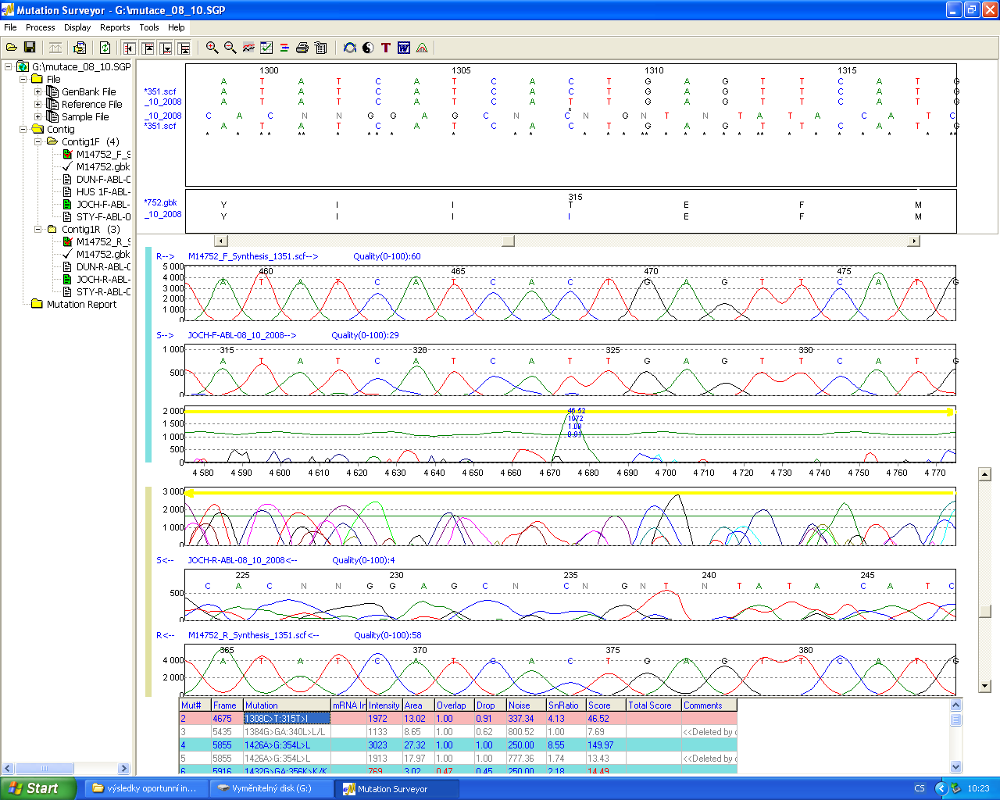 Mutation Surveyor - G:\mutace_08_10.SGP
File Process Display Reports Tools Help
G:\mutace_08_10.SGP
File
GenBank File
Reference File
Sample File
Contig
Contig1F (4)
M14752_F_S
M14752.gbk
DUN-F-ABL-0
HUS 1F-ABL-
JOCH-F-ABL-
STY-F-ABL-0
Contig1R (3)
M14752_R_S
M14752.gbk
DUN-R-ABL-0
JOCH-R-ABL-
STY-R-ABL-0
Mutation Report
1300 1305 1310 1315
A T A T C A T C A C T G A G T T C A T G
*351.scf A T A T C A T C A C T G A G T T C A T G
_10_2008 A T A T C A T C A T T G A G T T C A T G
_10_2008 C A C N N G G A G C N C N G N T N T A T A C A T C
*351.scf A T A T C A T C A C T G A G T T C A T G
315
*752.gbk Y I I T E F M
_10_2008 Y I I I E F M
R--> M14752_F_Synthesis_1351.scf--> Quality(0-100):60
5 000 4 000 3 000 2 000 1 000 0
460 465 470 475
A T A T C A T C A C T G A G T T C A T G
S--> JOCH-F-ABL-08_10_2008--> Quality(0-100):29
1 000 500 0
315 320 325 330
A T A T C A T C A T T G A G T T C A T G
2 000 1 500 1 000 500 0
46.52
1972
1.00
0.91
4 580 4 590 4 600 4 610 4 620 4 630 4 640 4 650 4 660 4 670 4 680 4 690 4 700 4 710 4 720 4 730 4 740 4 750 4 760 4 770
3 000 2 000 1 000 0
S<-- JOCH-R-ABL-08_10_2008<-- Quality(0-100):4
500 0
225 230 235 240 245
C A C N N G G A G C N C N G N T N T A T A C A T C
R<-- M14752_R_Synthesis_1351.scf<-- Quality(0-100):58
4 000 2 000 0
365 370 375 380
A T A T C A T C A C T G A G T T C A T G
Mut# Frame Mutation mRNA Ir Intensity Area Overlap Drop Noise SnRatio Score Total Score Comments
2 4675 1308C>T:315T>I 1972 13.02 1.00 0.91 337.34 4.13 46.52
3 5435 1384G>GA:340L>L/L 1133 8.65 1.00 0.62 800.52 1.00 7.69 <<Deleted by
4 5855 1426A>G:354L>L 3023 27.32 1.00 1.00 250.00 8.55 149.97
5 5855 1426A>G:354L>L 1913 17.97 1.00 1.00 777.36 1.74 13.43 <<Deleted by
6 5916 1432G>GA:356K>K/K 769 3.02 0.47 0.45 250.00 2.18 14.49
Start výsledky oportunní in... Vyměnitelný disk (G:) Mutation Surveyor CS 10:23